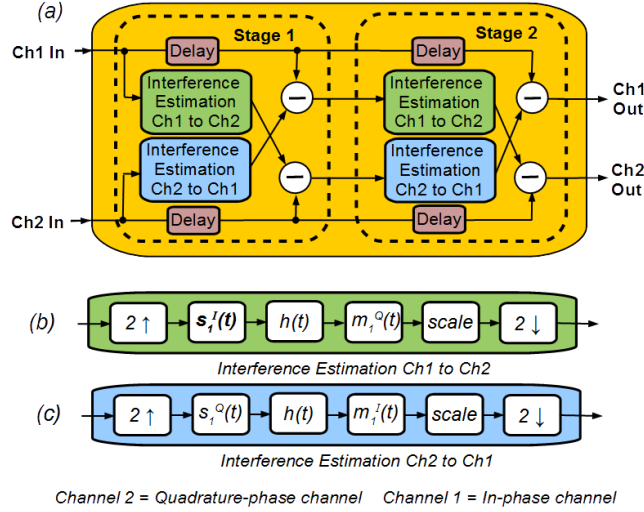 (a)
Stage 1
Stage 2
Ch1 In
Delay
Delay
Interference Estimation Ch1 to Ch2
Interference Estimation Ch1 to Ch2
Ch1 Out
Interference Estimation Ch2 to Ch1
Interference Estimation Ch2 to Ch1
Ch2 Out
Ch2 In
Delay
Delay
(b)
2 ↑ s₁ᴵ(t) h(t) m₁Q(t) scale 2 ↓
Interference Estimation Ch1 to Ch2
(c)
2 ↑ s₁Q(t) h(t) m₁ᴵ(t) scale 2 ↓
Interference Estimation Ch2 to Ch1
Channel 2 = Quadrature-phase channel Channel 1 = In-phase channel